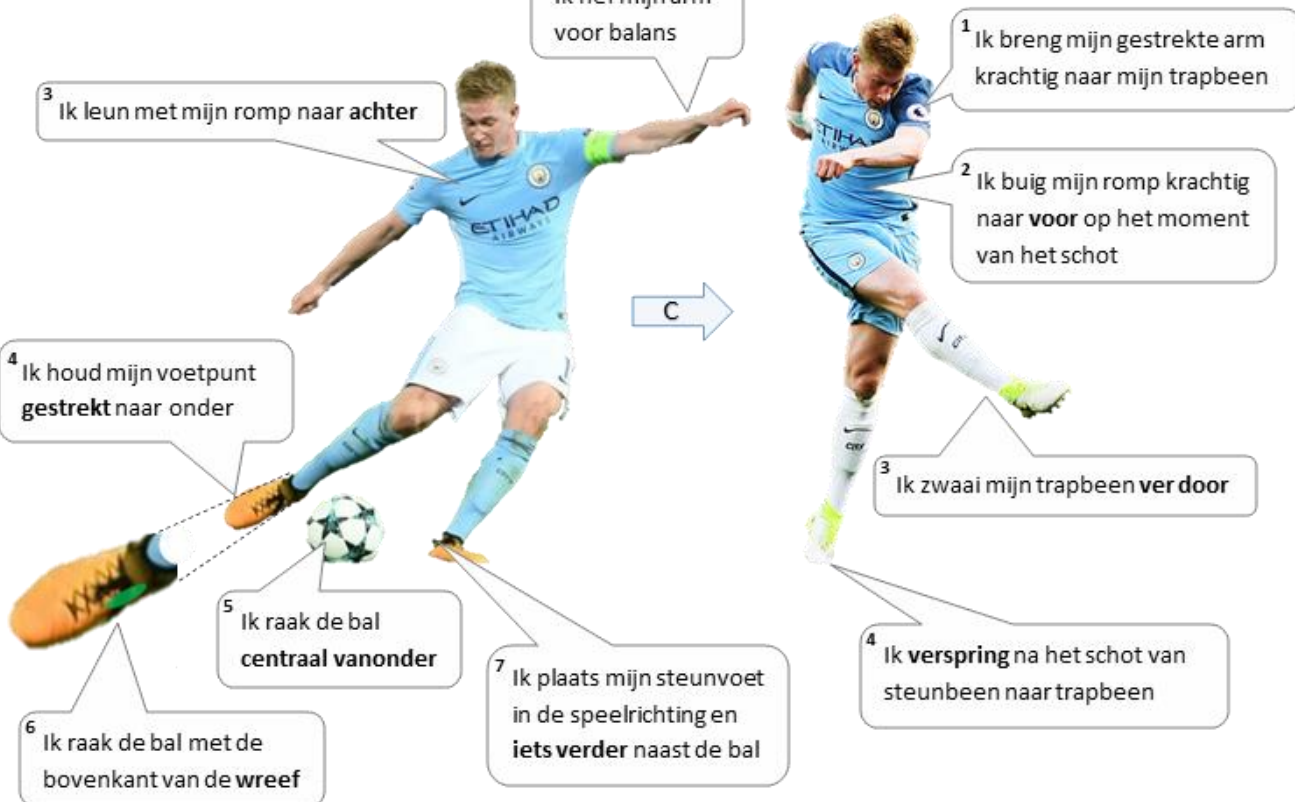 voor balans
3 Ik leun met mijn romp naar achter
1 Ik breng mijn gestrekte arm
krachtig naar mijn trapbeen
2 Ik buig mijn romp krachtig
naar voor op het moment
van het schot
ETIHAD
AIRWAYS
ETIHA
C
4 Ik houd mijn voetpunt
gestrekt naar onder
3 Ik zwaai mijn trapbeen ver door
5 Ik raak de bal
centraal vanonder
4 Ik verspring na het schot van
steunbeen naar trapbeen
7 Ik plaats mijn steunvoet
in de speelrichting en
iets verder naast de bal
6 Ik raak de bal met de
bovenkant van de wreef